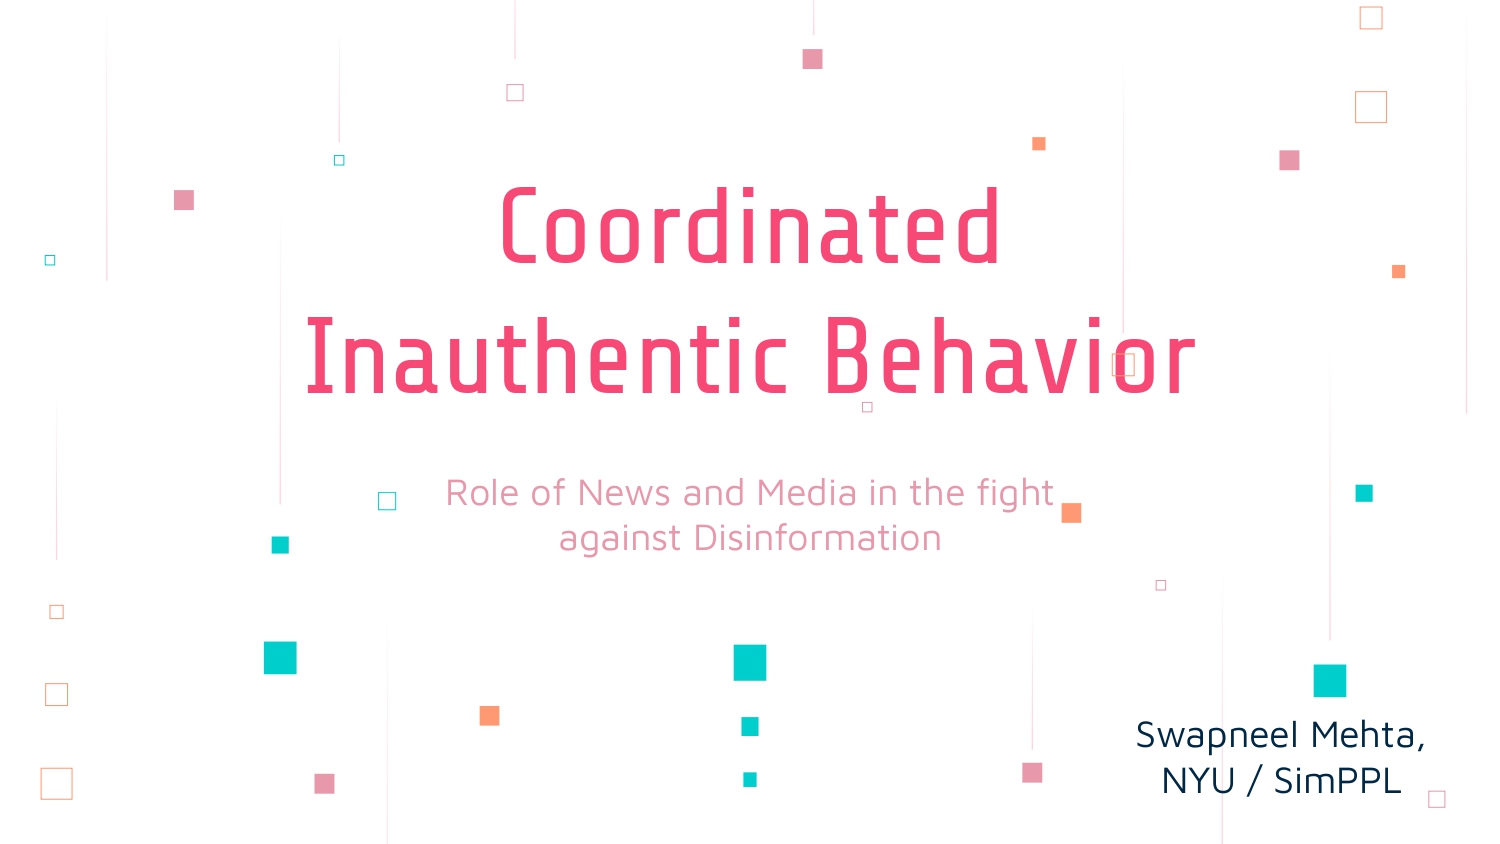 Coordinated
Inauthentic Behavior
Role of News and Media in the fight
against Disinformation
Swapneel Mehta,
NYU / SimPPL